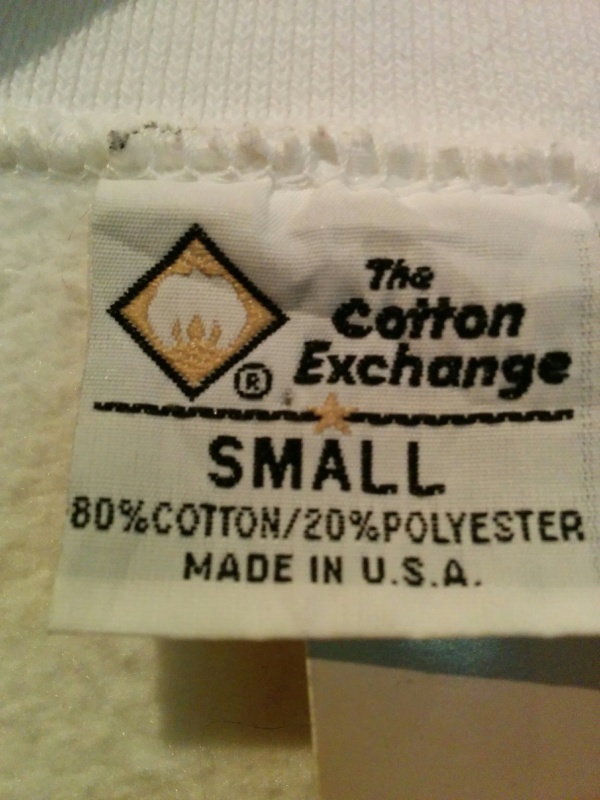 The
Cotton
Exchange
®
SMALL
80%COTTON/20%POLYESTER
MADE IN U.S.A.